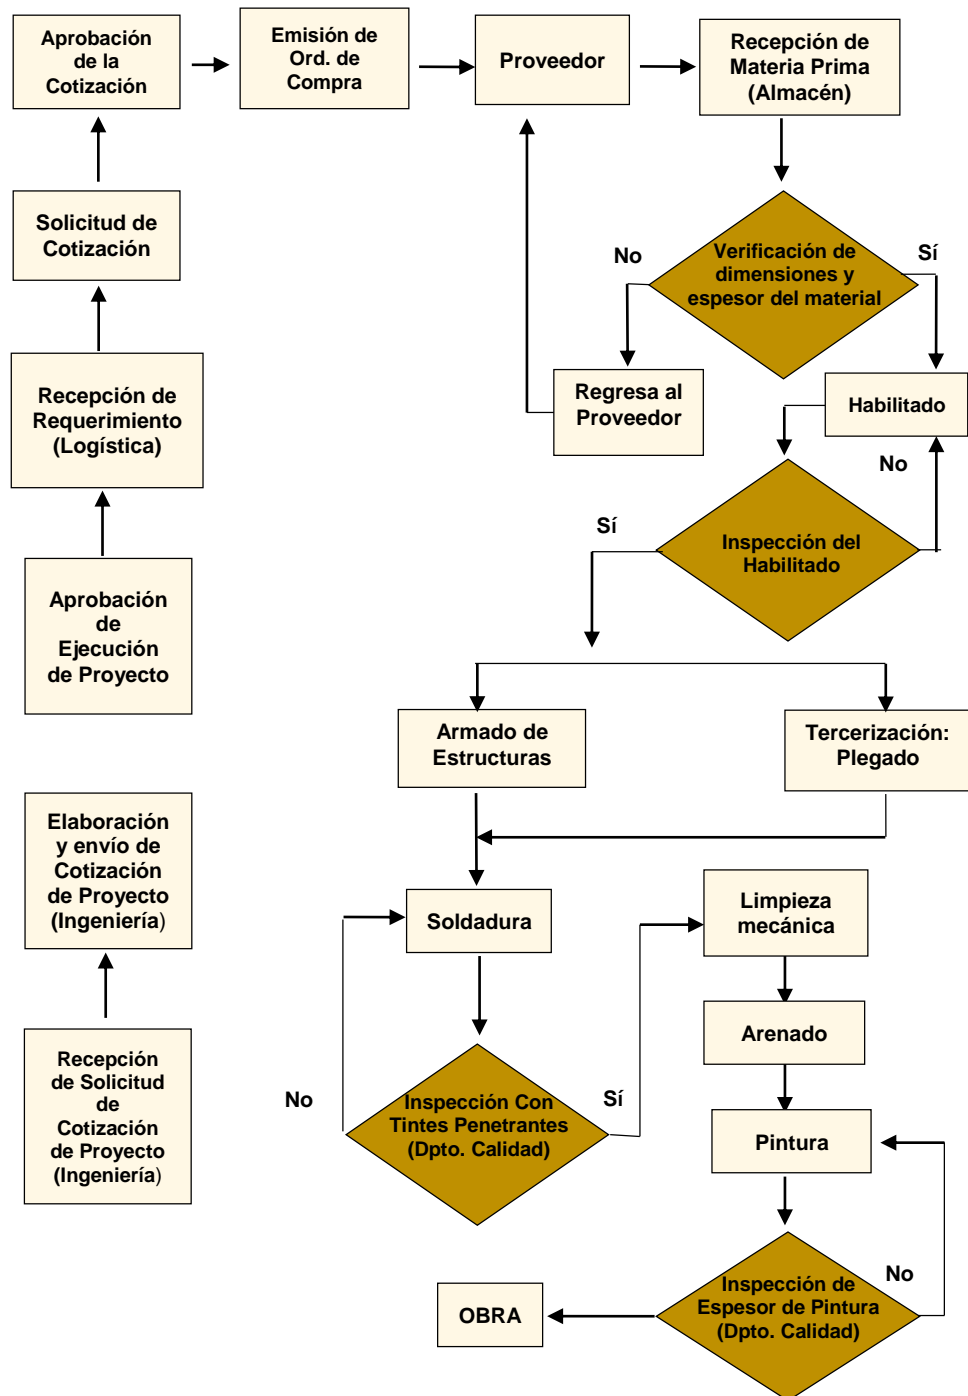 Aprobación
de la
Cotización
Emisión de
Ord. de
Compra
Proveedor
Recepción de
Materia Prima
(Almacén)
Solicitud de
Cotización
No
Verificación de
dimensiones y
espesor del material
Sí
Recepción de
Requerimiento
(Logística)
Regresa al
Proveedor
Habilitado
No
Sí
Inspección del
Habilitado
Aprobación
de
Ejecución
de Proyecto
Armado de
Estructuras
Tercerización:
Plegado
Elaboración
y envío de
Cotización
de Proyecto
(Ingeniería)
Soldadura
Limpieza
mecánica
Arenado
Recepción
de Solicitud
de
Cotización
de Proyecto
(Ingeniería)
No
Inspección Con
Tintes Penetrantes
(Dpto. Calidad)
Sí
Pintura
Inspección de
Espesor de Pintura
(Dpto. Calidad)
No
OBRA